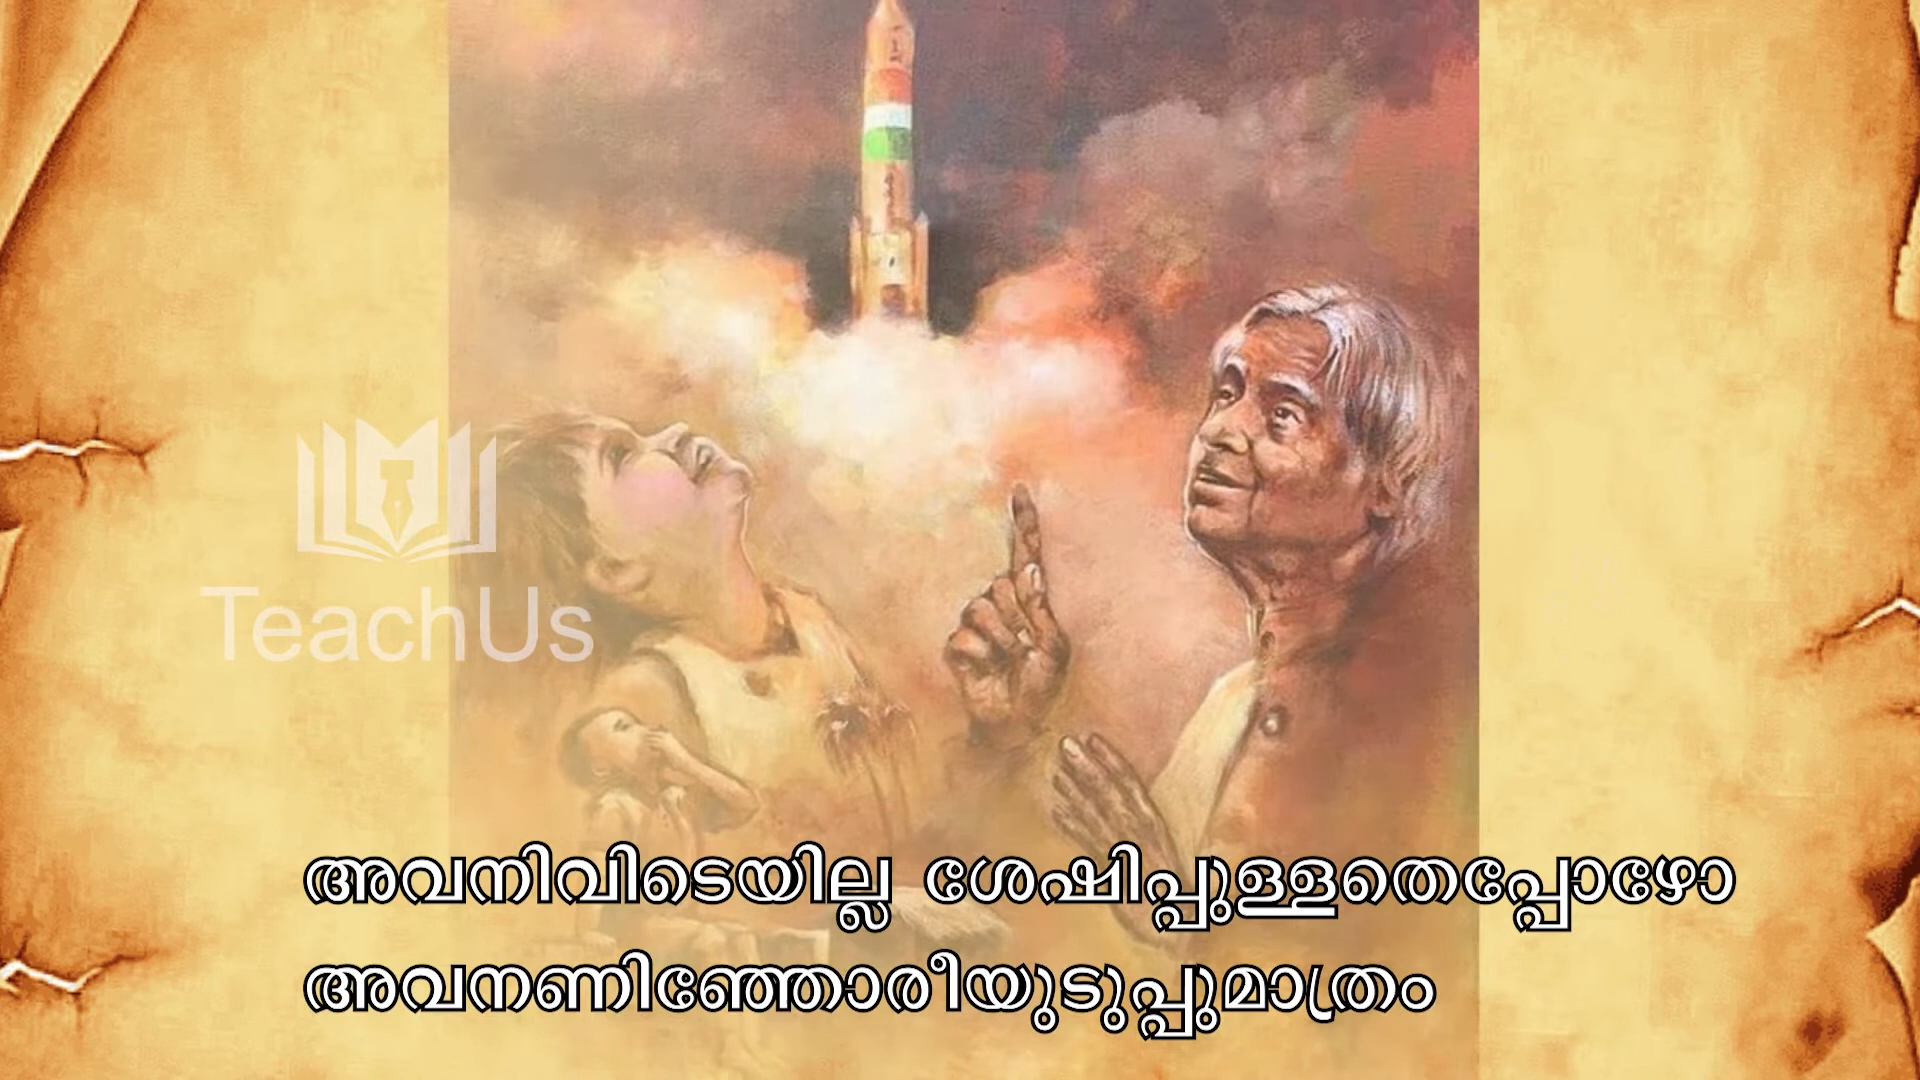 TeachUs
അവനിവിടെയില്ല ശേഷിപ്പുള്ളതെപ്പോഴോ
അവനണിഞ്ഞോരീയുടുപ്പുമാത്രം